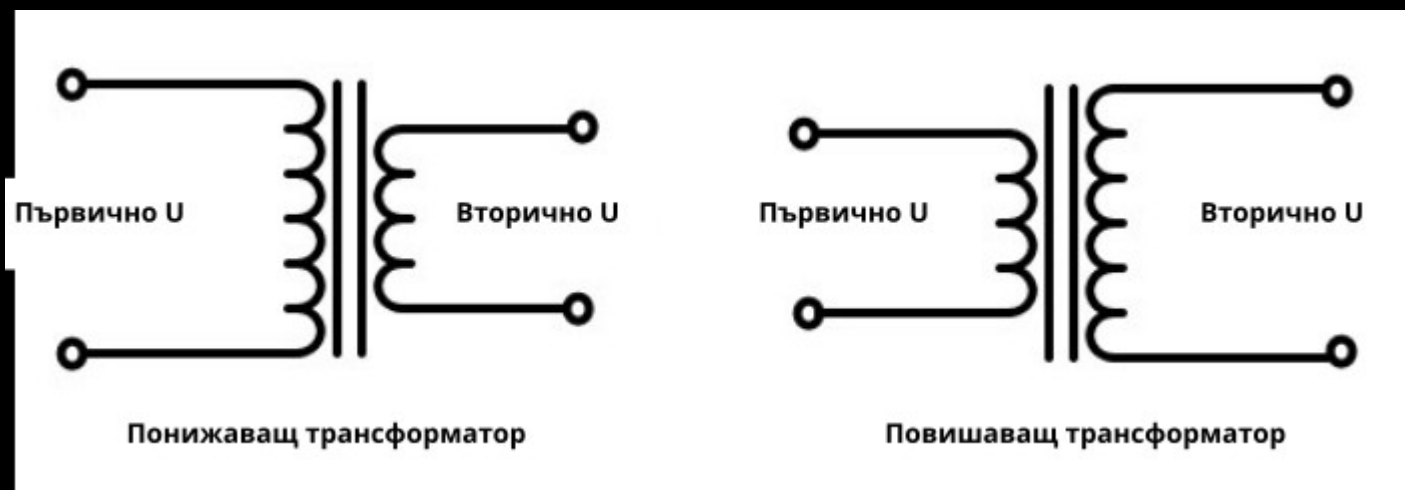 Първично U
Вторично U
Първично U
Вторично U
Понижаващ трансформатор
Повишаващ трансформатор